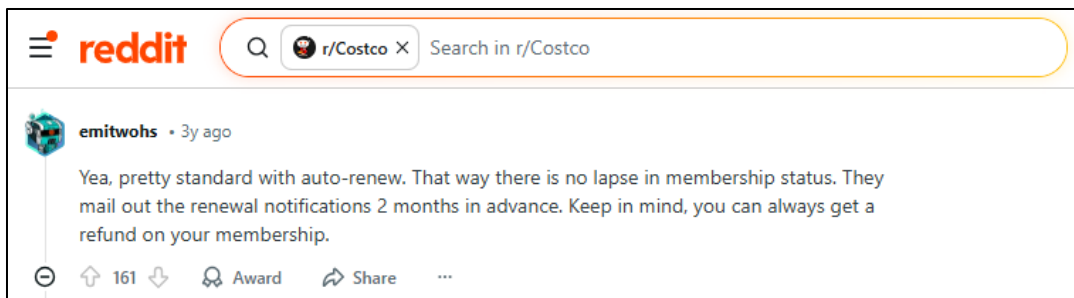 reddit
r/Costco × Search in r/Costco
emitwohs • 3y ago
Yea, pretty standard with auto-renew. That way there is no lapse in membership status. They
mail out the renewal notifications 2 months in advance. Keep in mind, you can always get a
refund on your membership.
161 Award Share ...